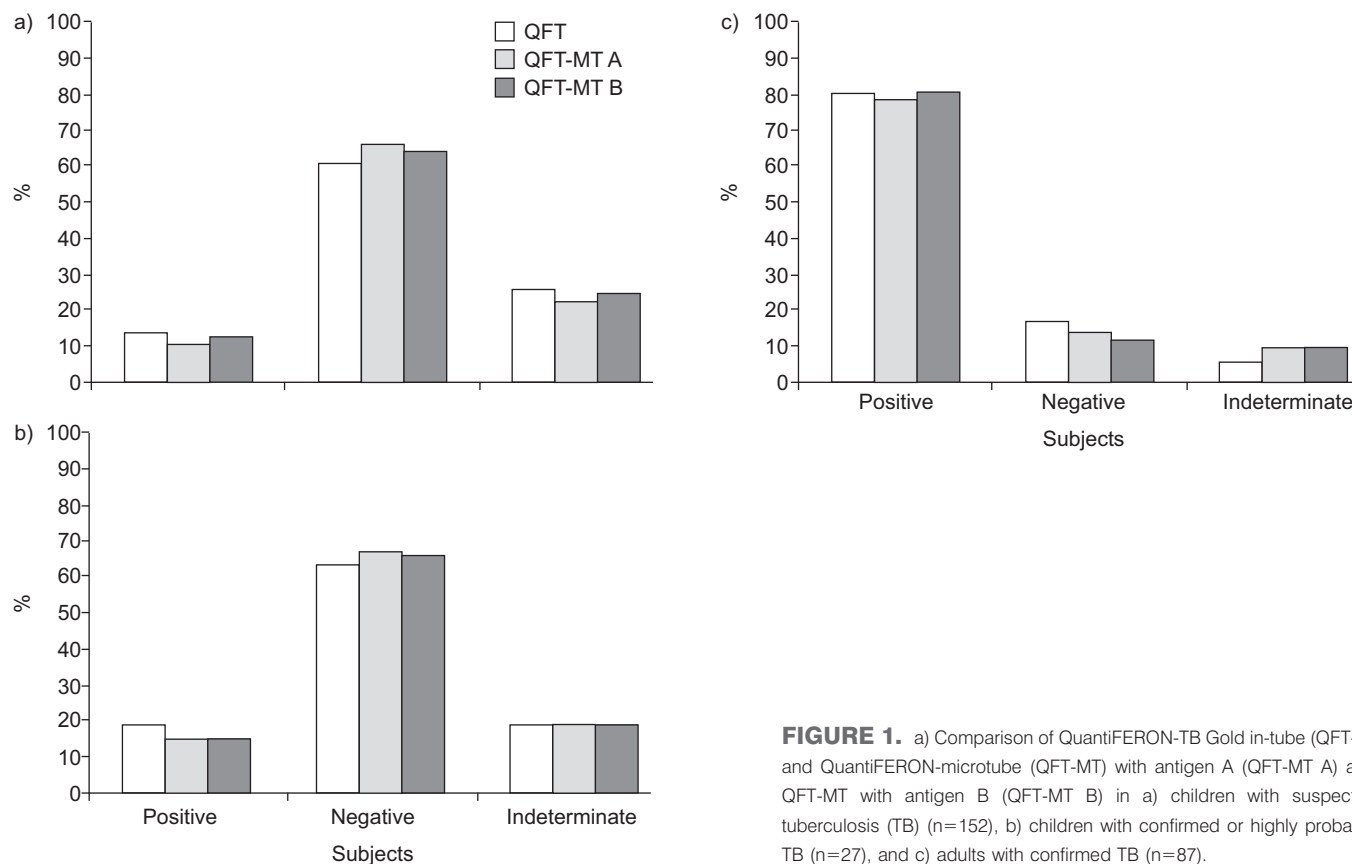 a)
100
90
80
70
60
50
40
30
20
10
0
%
QFT
QFT-MT A
QFT-MT B
b)
100
90
80
70
60
50
40
30
20
10
0
%
Positive Negative Indeterminate
Subjects
c)
100
90
80
70
60
50
40
30
20
10
0
%
Positive Negative Indeterminate
Subjects
FIGURE 1. a) Comparison of QuantiFERON-TB Gold in-tube (QFT-
and QuantiFERON-microtube (QFT-MT) with antigen A (QFT-MT A) a
QFT-MT with antigen B (QFT-MT B) in a) children with suspect
tuberculosis (TB) (n=152), b) children with confirmed or highly probab
TB (n=27), and c) adults with confirmed TB (n=87).